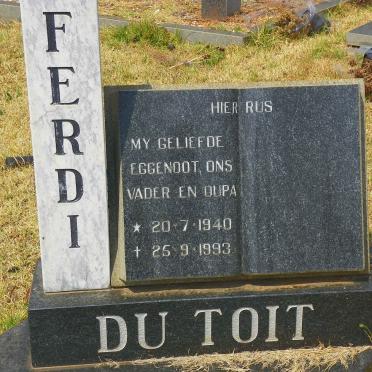 FERDI
HIER RUS
MY GELIEFDE
EGGENOOT, ONS
VADER EN OUPA
★ 20-7-1940
✝ 25-9-1993
DU TOIT